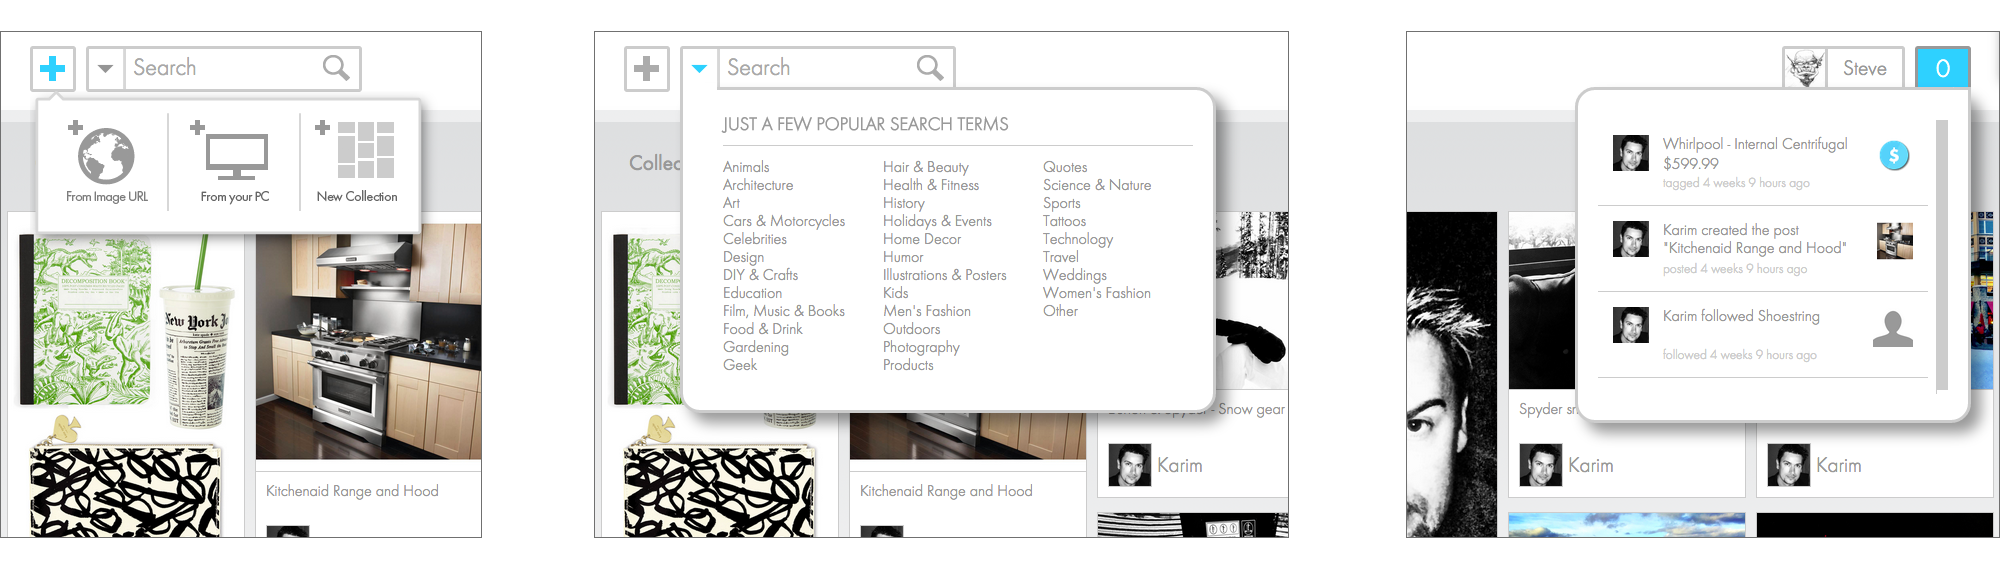 Search
From Image URL
From your PC
New Collection
DECOMPOSITION BOOK
New York
Kitchenaid Range and Hood
Search
JUST A FEW POPULAR SEARCH TERMS
Collec
Animals
Architecture
Art
Cars & Motorcycles
Celebrities
Design
DIY & Crafts
Education
Film, Music & Books
Food & Drink
Gardening
Geek
Hair & Beauty
Health & Fitness
History
Holidays & Events
Home Decor
Humor
Illustrations & Posters
Kids
Men's Fashion
Outdoors
Photography
Products
Quotes
Science & Nature
Sports
Tattoos
Technology
Travel
Weddings
Women's Fashion
Other
Snow gear
Karim
Kitchenaid Range and Hood
Steve
0
Whirlpool - Internal Centrifugal
$599.99
tagged 4 weeks 9 hours ago
$
Karim created the post
"Kitchenaid Range and Hood"
posted 4 weeks 9 hours ago
Karim followed Shoestring
followed 4 weeks 9 hours ago
Spyder sn
Karim
Karim